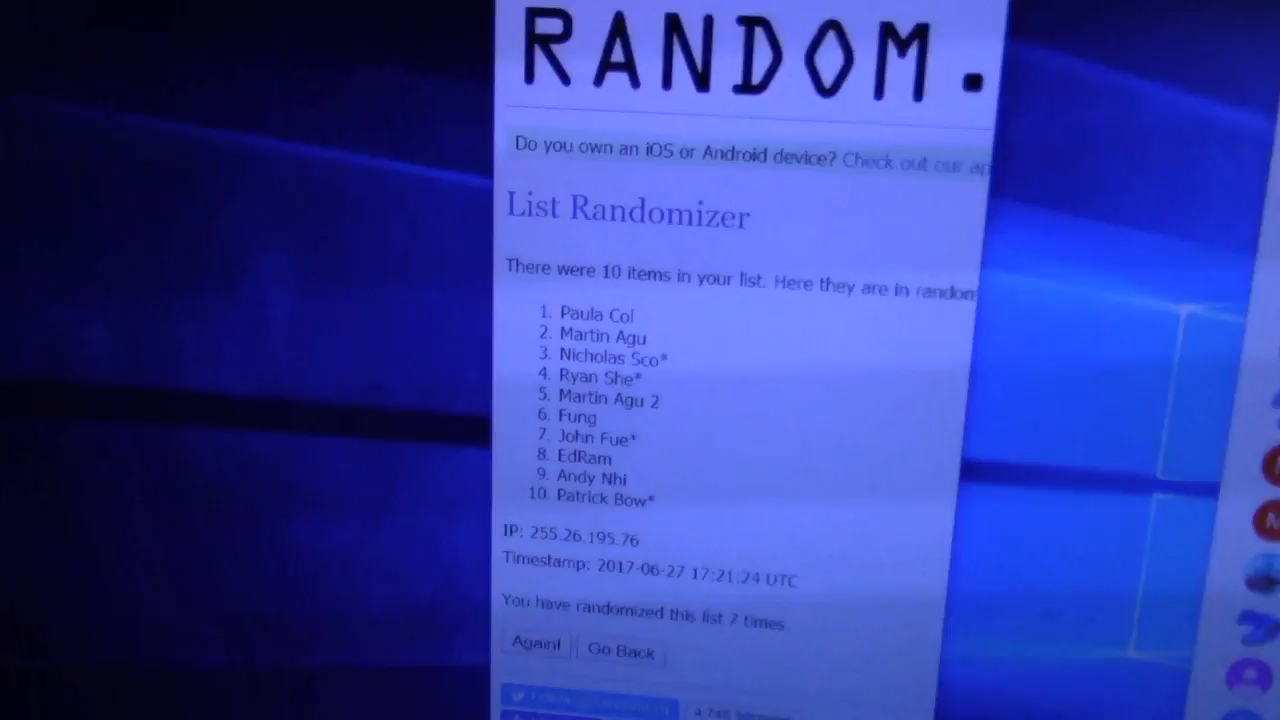 RANDOM.
Do you own an iOS or Android device? Check out our ap
List Randomizer
There were 10 items in your list. Here they are in random
1. Paula Col
2. Martin Agu
3. Nicholas Sco*
4. Ryan She*
5. Martin Agu 2
6. Fung
7. John Fue*
8. EdRam
9. Andy Nhi
10. Patrick Bow*
IP: 255.26.195.76
Timestamp: 2017-06-27 17:21:24 UTC
You have randomized this list 7 times.
Again! Go Back